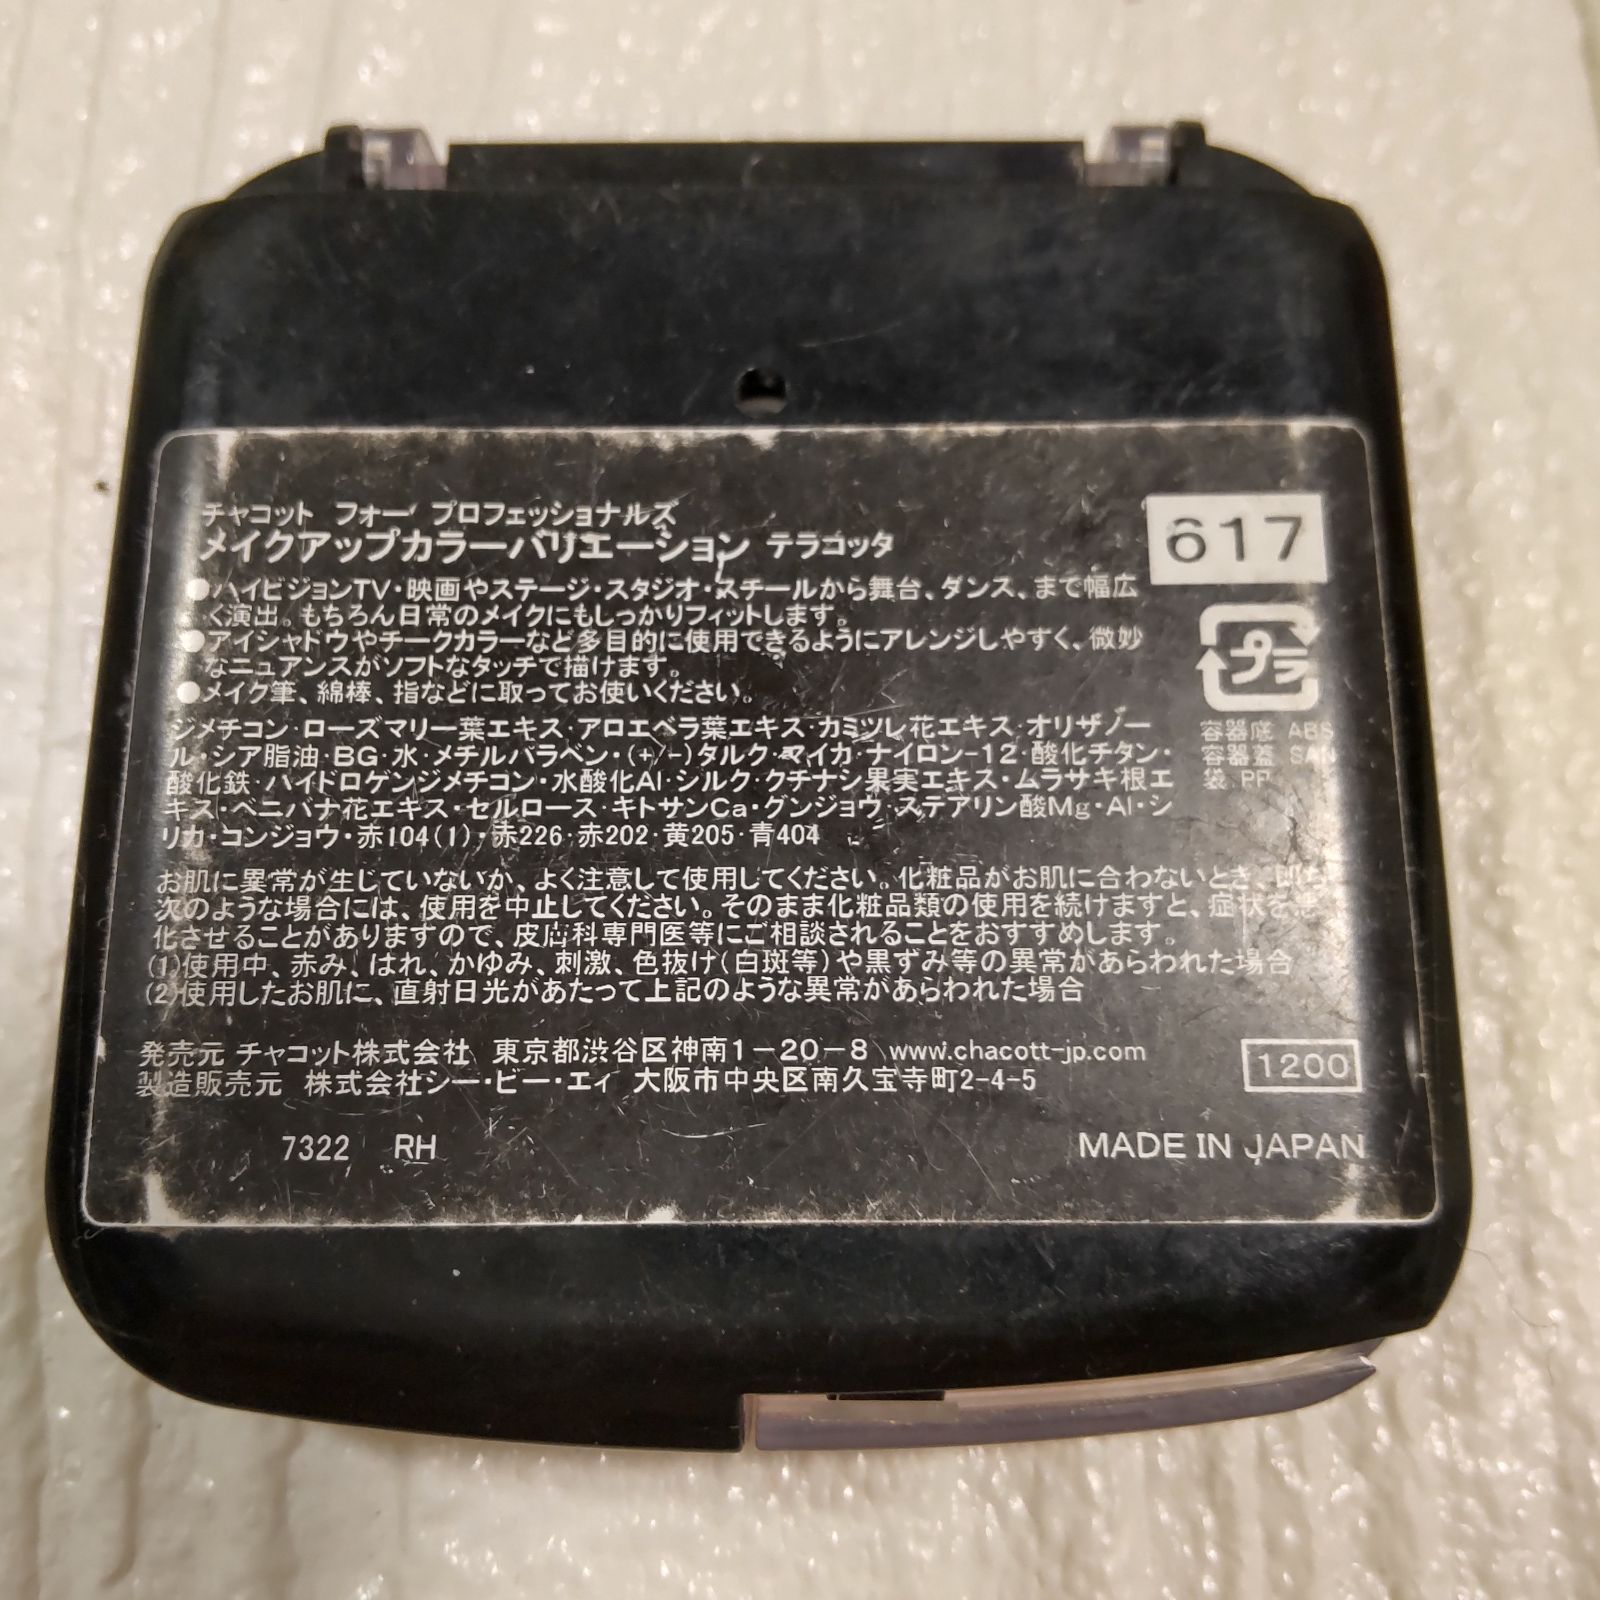 チャコット フォー プロフェッショナルズ
メイクアップカラーバリエーション テラコッタ
617
●ハイビジョンTV・映画やステージ・スタジオ・スチールから舞台、ダンス、まで幅広
く演出。もちろん日常のメイクにもしっかりフィットします。
●アイシャドウやチークカラーなど多目的に使用できるようにアレンジしやすく、微妙
なニュアンスがソフトなタッチで描けます。
●メイク筆、綿棒、指などに取ってお使いください。
プラ
容器底 ABS
容器蓋 SAN
袋 PP
ジメチコン・ローズマリー葉エキス・アロエベラ葉エキス・カミツレ花エキス・オリザノー
ル・シア脂油・BG・水・メチルパラベン・(+/-)タルク・マイカ・ナイロン-12・酸化チタン・
酸化鉄・ハイドロゲンジメチコン・水酸化Al・シルク・クチナシ果実エキス・ムラサキ根エ
キス・ベニバナ花エキス・セルロース・キトサンCa・グンジョウ・ステアリン酸Mg・Al・シ
リカ・コンジョウ・赤104(1)・赤226・赤202・黄205・青404
お肌に異常が生じていないか、よく注意して使用してください。化粧品がお肌に合わないとき、即ち
次のような場合には、使用を中止してください。そのまま化粧品類の使用を続けますと、症状を悪
化させることがありますので、皮膚科専門医等にご相談されることをおすすめします。
(1)使用中、赤み、はれ、かゆみ、刺激、色抜け(白斑等)や黒ずみ等の異常があらわれた場合
(2)使用したお肌に、直射日光があたって上記のような異常があらわれた場合
発売元 チャコット株式会社 東京都渋谷区神南1-20-8 www.chacott-jp.com
製造販売元 株式会社シー・ビー・エィ 大阪市中央区南久宝寺町2-4-5
1200
7322 RH
MADE IN JAPAN